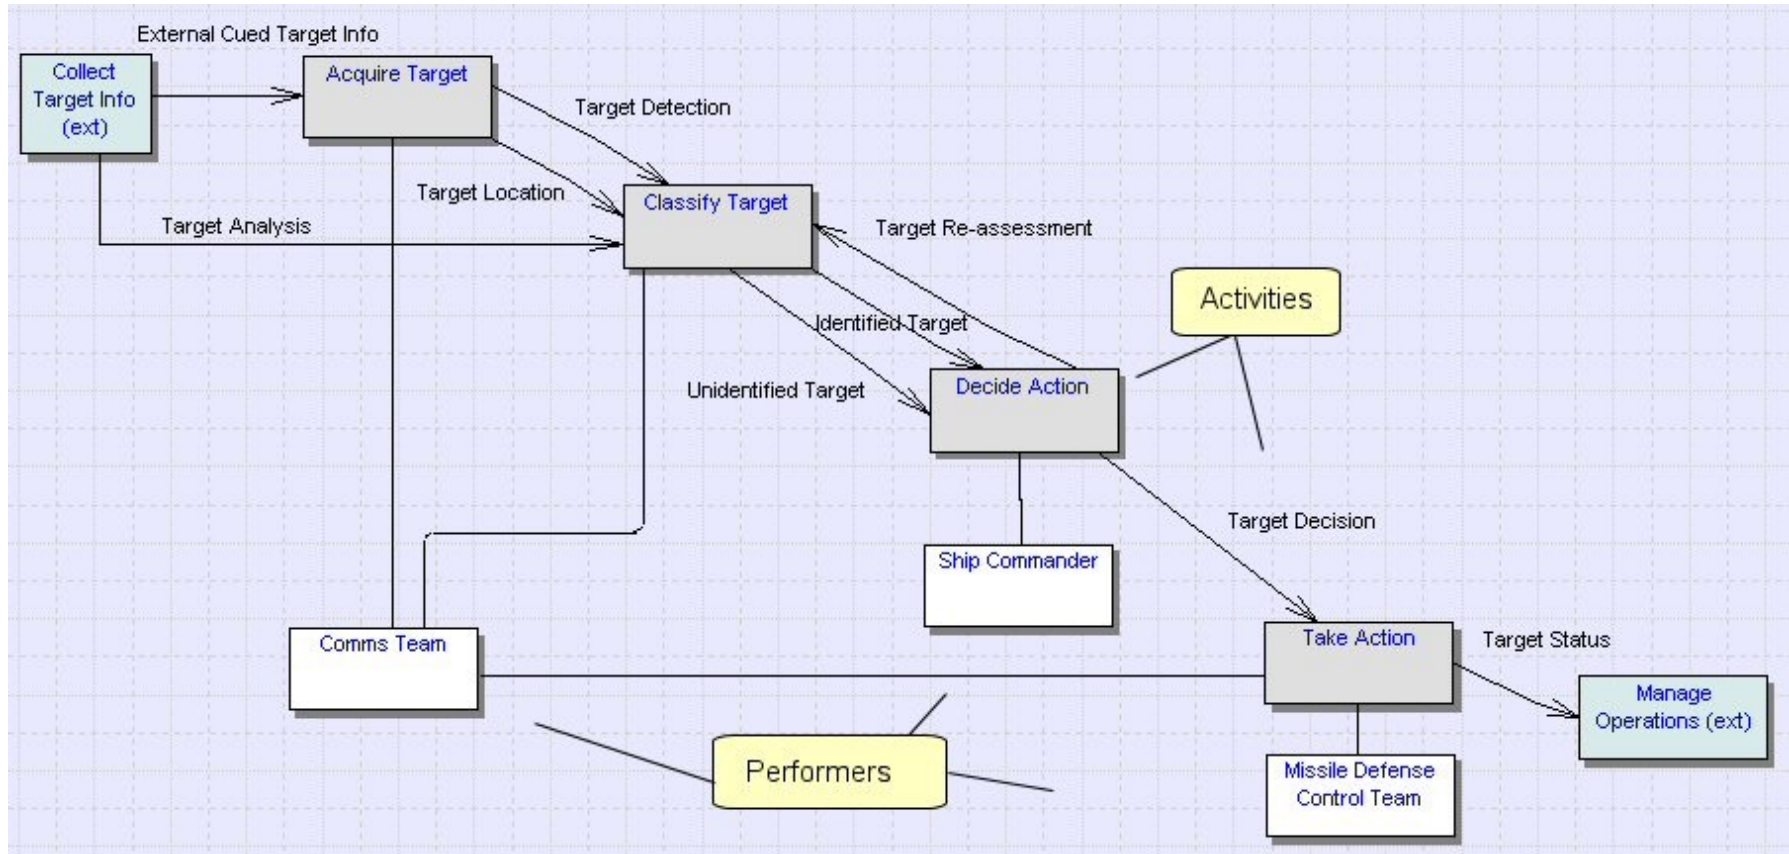 External Cued Target Info
Collect
Target Info
(ext)
Acquire Target
Target Detection
Target Location
Classify Target
Target Analysis
Target Re-assessment
Activities
Identified Target
Unidentified Target
Decide Action
Target Decision
Ship Commander
Comms Team
Take Action
Target Status
Manage
Operations (ext)
Performers
Missile Defense
Control Team